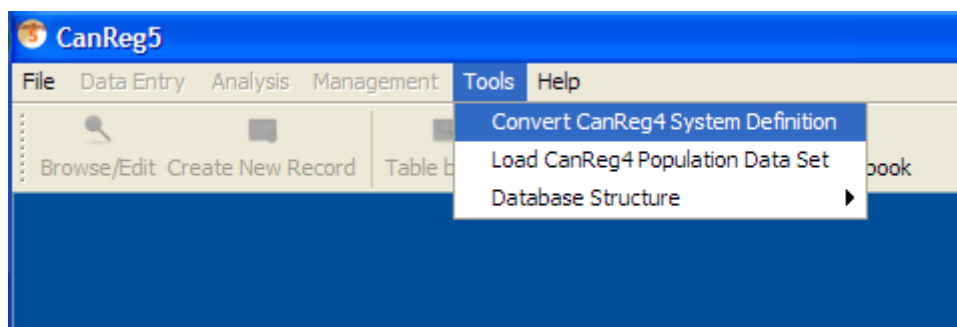 CanReg5
File Data Entry Analysis Management Tools Help
Convert CanReg4 System Definition
Load CanReg4 Population Data Set
Database Structure
Browse/Edit Create New Record Table